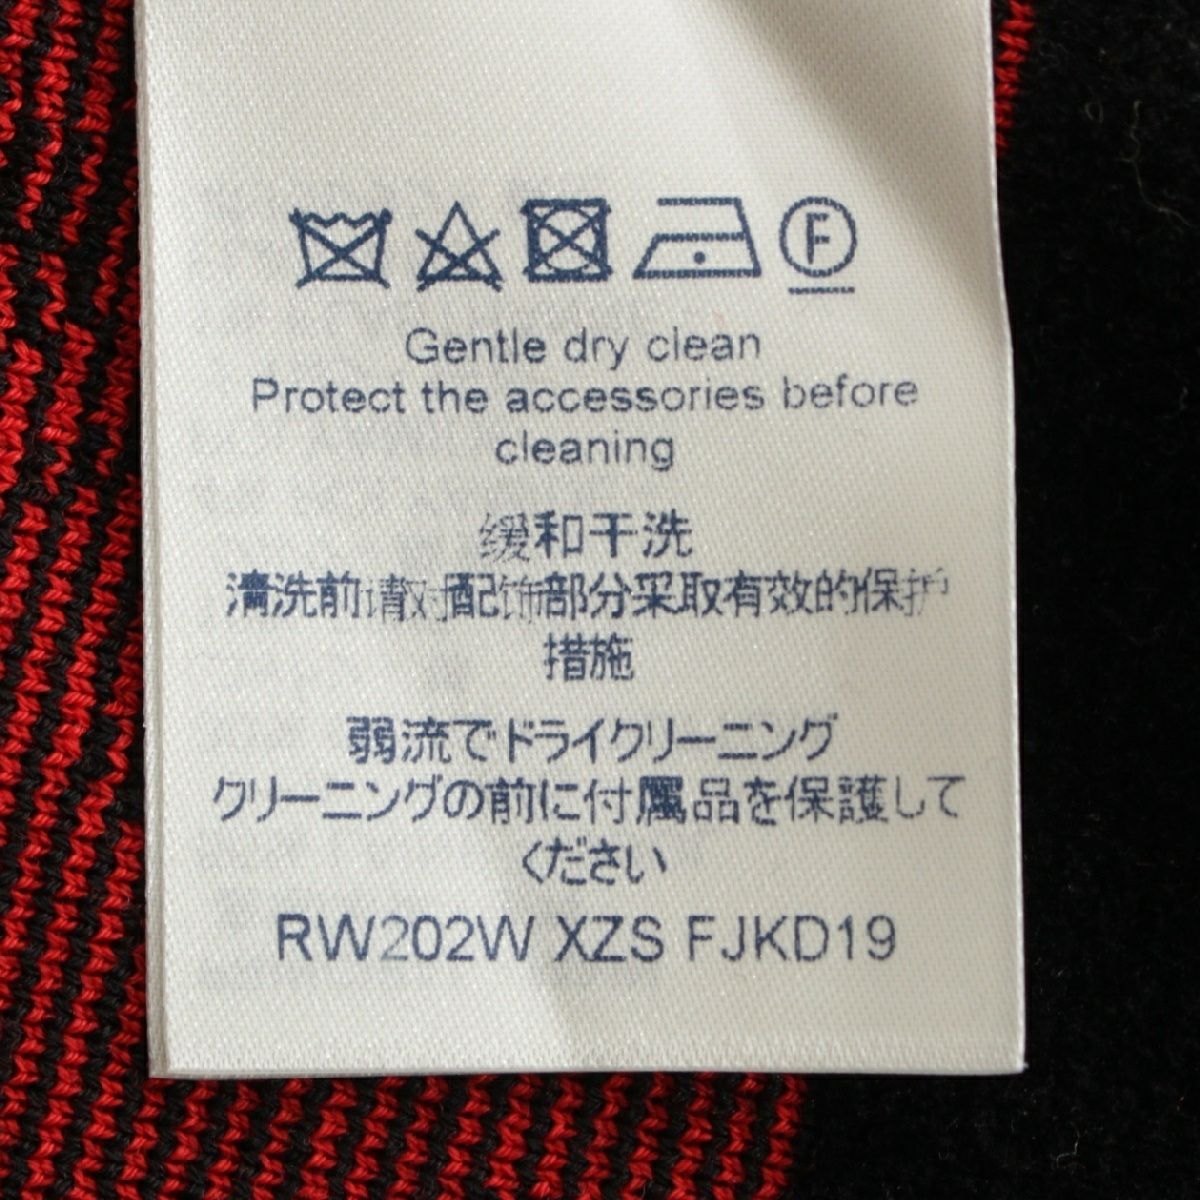 F
Gentle dry clean
Protect the accessories before
cleaning
缓和干洗
清洗前请对配饰部分采取有效的保护
措施
弱流でドライクリーニング
クリーニングの前に付属品を保護して
ください
RW202W XZS FJKD19